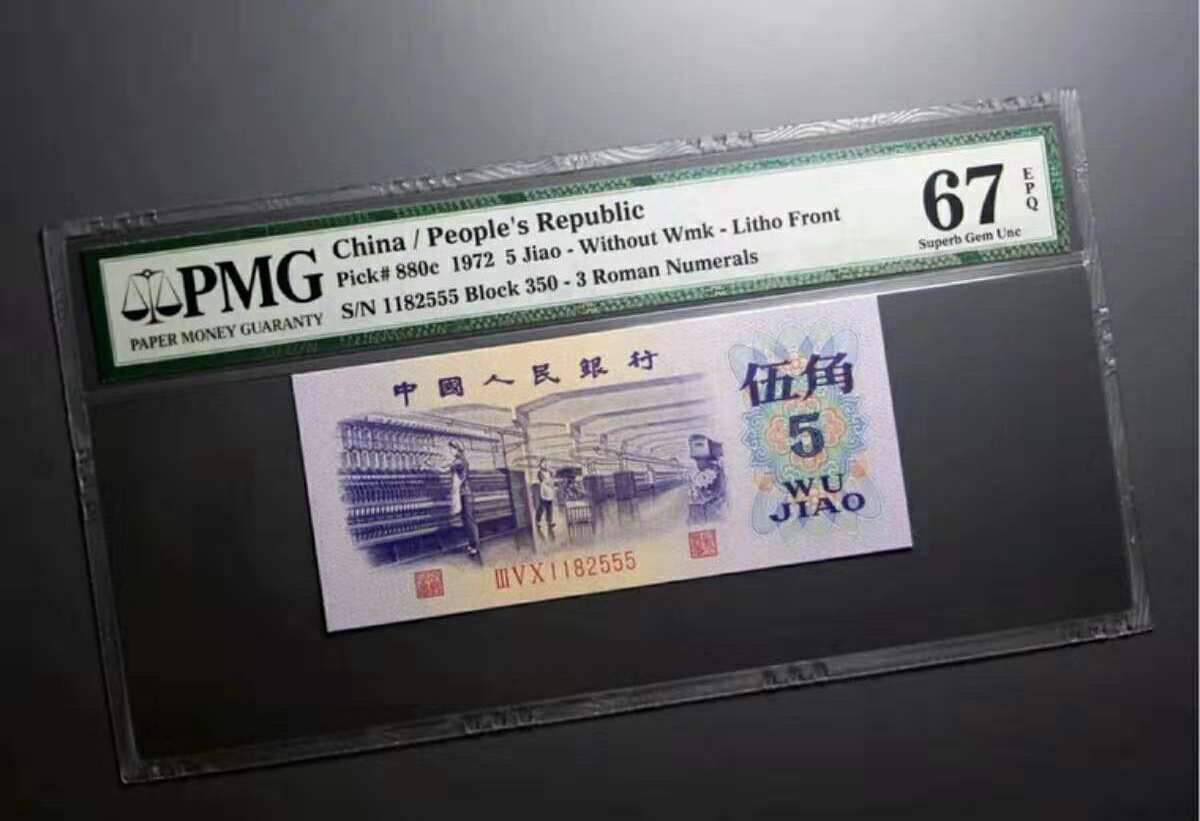 PMG
PAPER MONEY GUARANTY
China / People's Republic
Pick# 880c 1972 5 Jiao - Without Wmk - Litho Front
S/N 1182555 Block 350 - 3 Roman Numerals
67
EPQ
Superb Gem Unc
中國人民銀行
伍角
5
WU
JIAO
ⅢⅤⅩ1182555